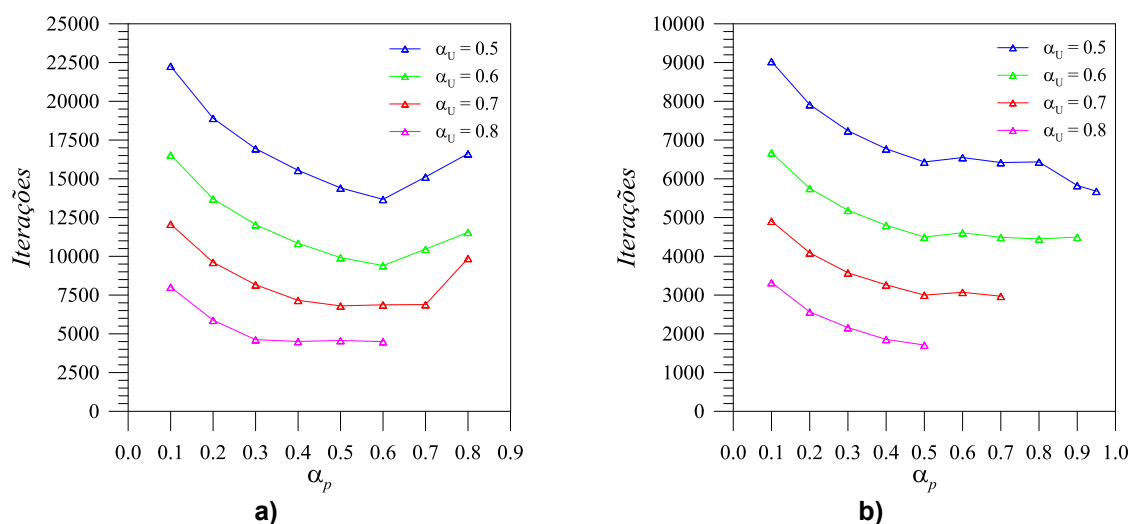 25000
22500
20000
17500
15000
12500
10000
7500
5000
2500
0
Iterações
0.0 0.1 0.2 0.3 0.4 0.5 0.6 0.7 0.8 0.9
αp
αU = 0.5
αU = 0.6
αU = 0.7
αU = 0.8
a)
10000
9000
8000
7000
6000
5000
4000
3000
2000
1000
0
Iterações
0.0 0.1 0.2 0.3 0.4 0.5 0.6 0.7 0.8 0.9 1.0
αp
αU = 0.5
αU = 0.6
αU = 0.7
αU = 0.8
b)